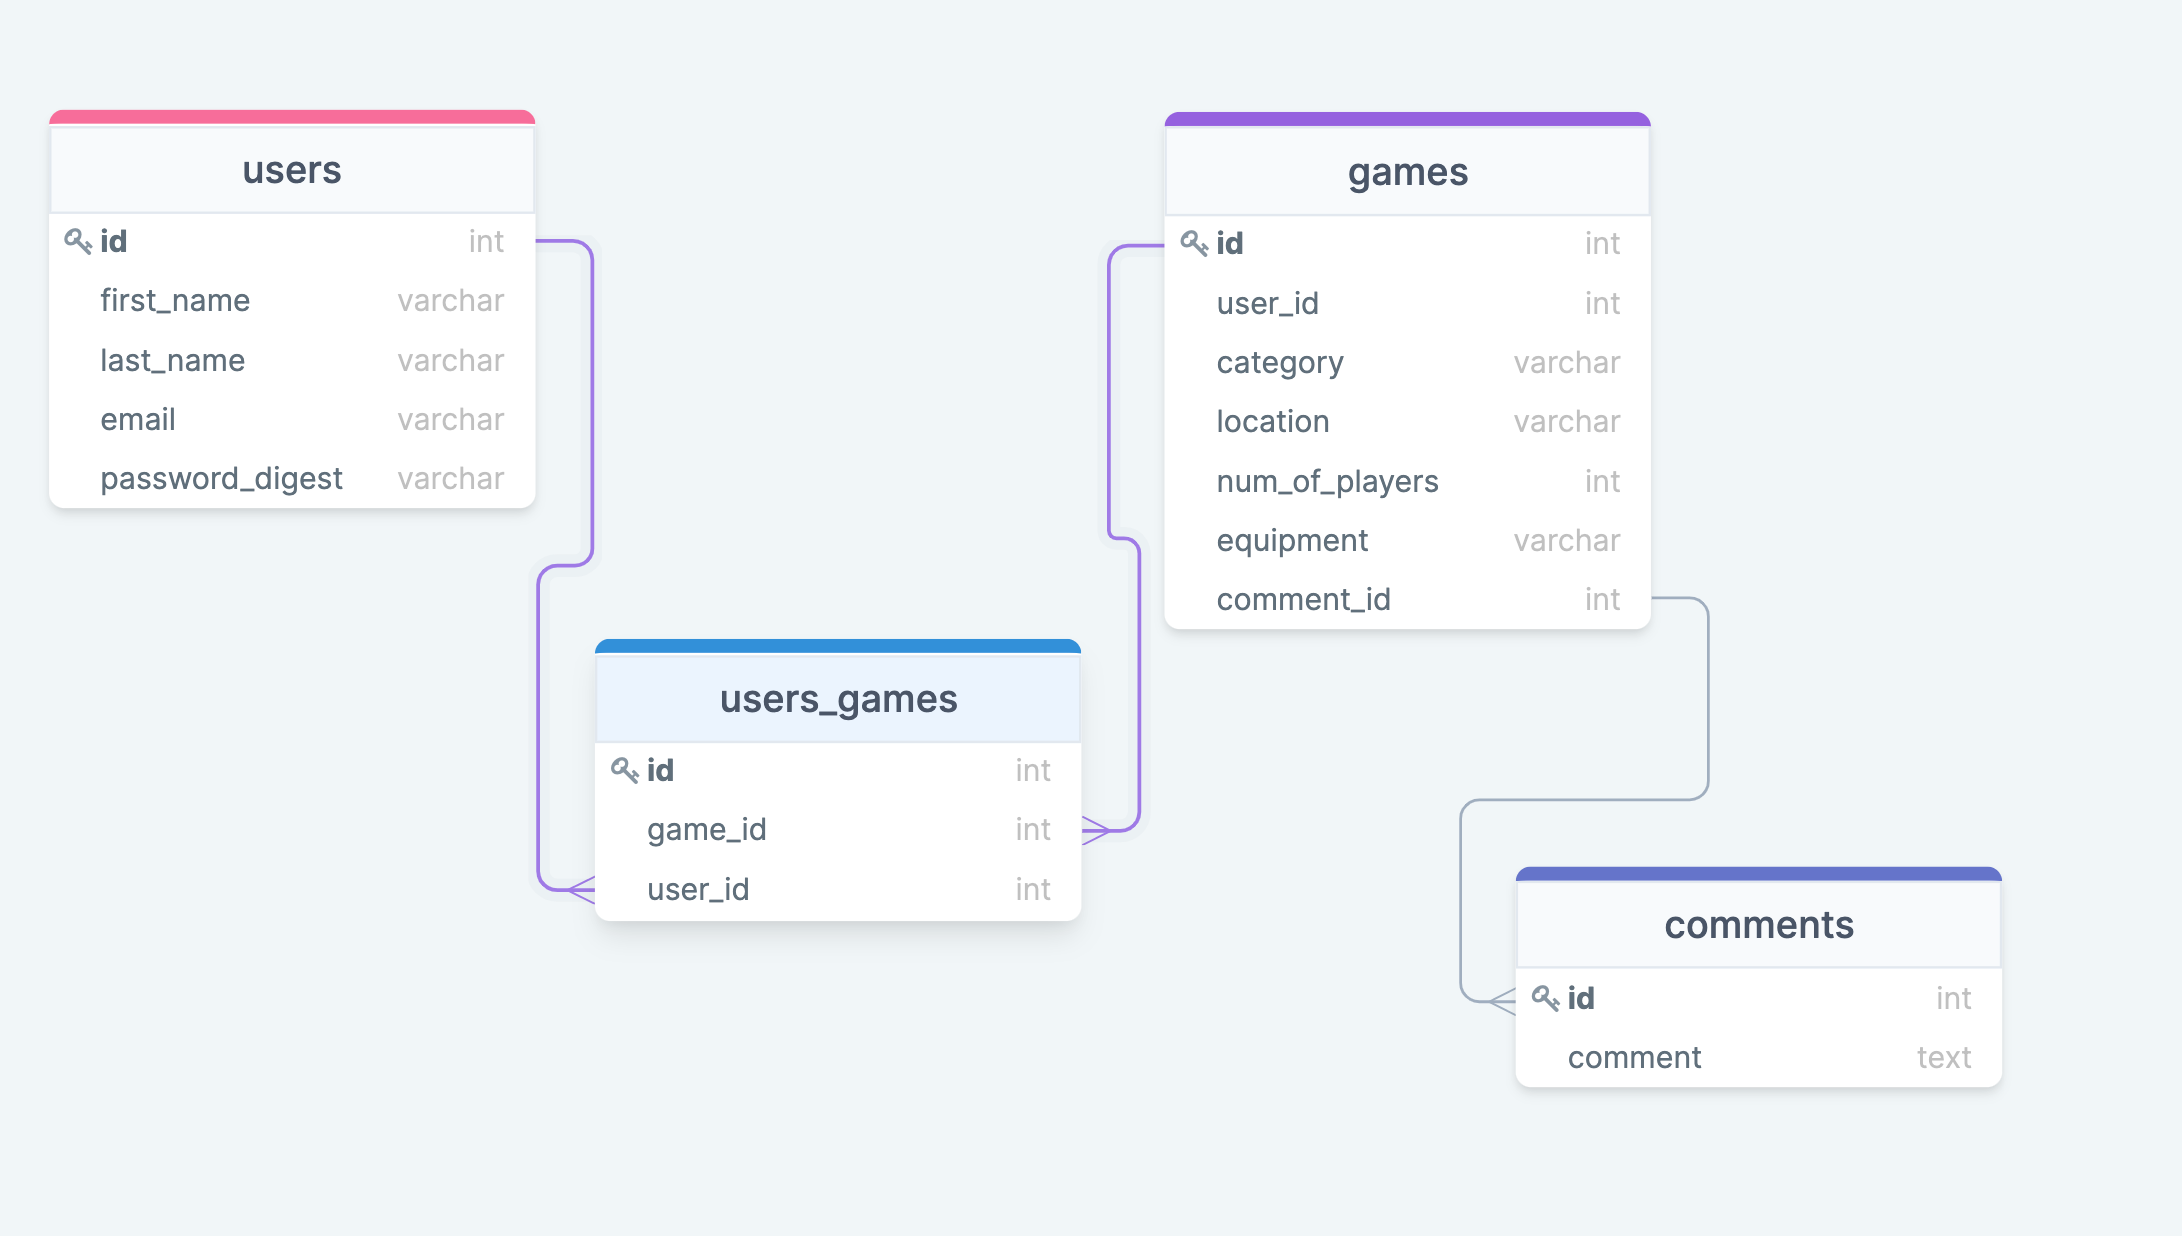 users
id int
first_name varchar
last_name varchar
email varchar
password_digest varchar
games
id int
user_id int
category varchar
location varchar
num_of_players int
equipment varchar
comment_id int
users_games
id int
game_id int
user_id int
comments
id int
comment text